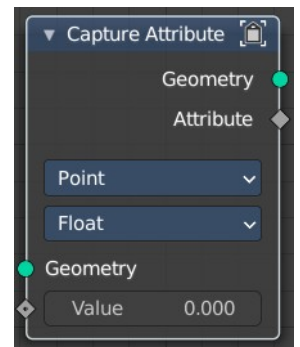 Capture Attribute
Geometry
Attribute
Point
Float
Geometry
Value 0.000